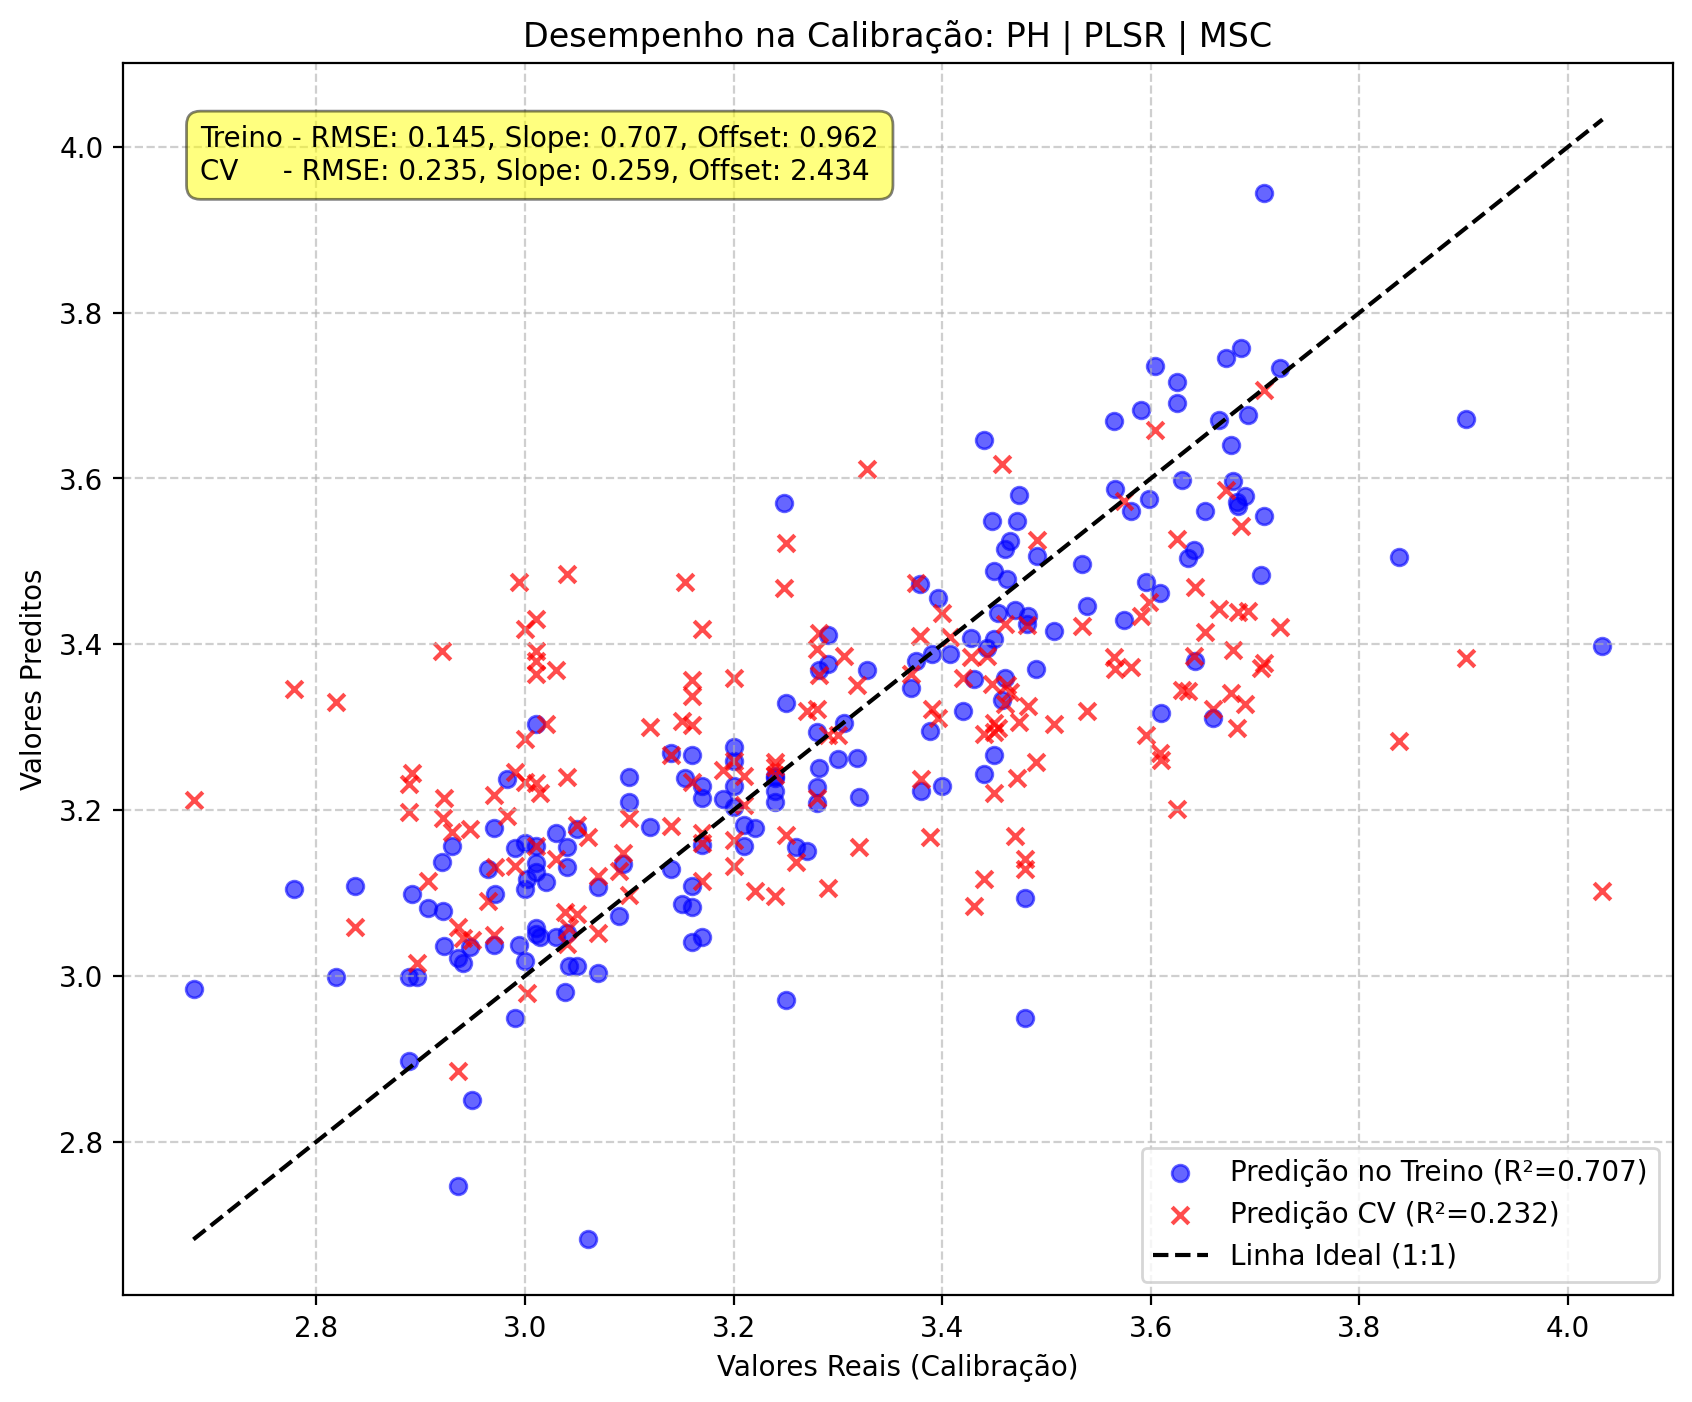 Desempenho na Calibração: PH | PLSR | MSC
Treino - RMSE: 0.145, Slope: 0.707, Offset: 0.962
CV - RMSE: 0.235, Slope: 0.259, Offset: 2.434
Valores Preditos
4.0
3.8
3.6
3.4
3.2
3.0
2.8
Predição no Treino (R²=0.707)
Predição CV (R²=0.232)
Linha Ideal (1:1)
2.8 3.0 3.2 3.4 3.6 3.8 4.0
Valores Reais (Calibração)